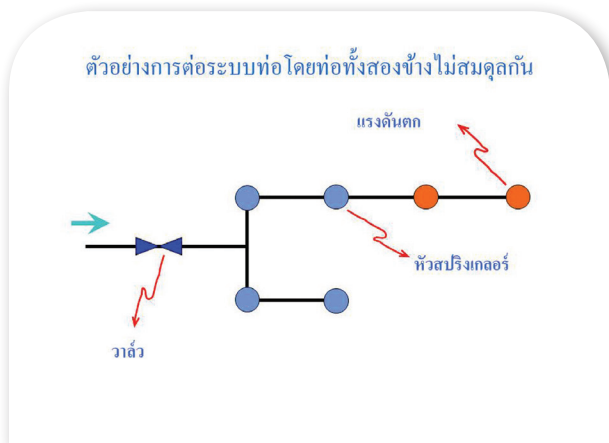 ตัวอย่างการต่อระบบท่อโดยท่อทั้งสองข้างไม่สมดุลกัน
แรงดันตก
หัวสปริงเกลอร์
วาล์ว